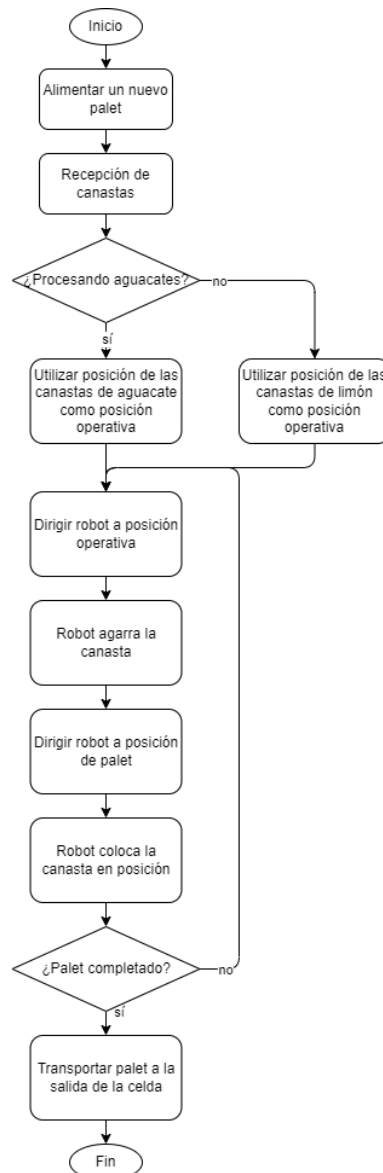 Inicio
Alimentar un nuevo
palet
Recepción de
canastas
¿Procesando aguacates?
no
sí
Utilizar posición de las
canastas de aguacate
como posición
operativa
Utilizar posición de las
canastas de limón
como posición
operativa
Dirigir robot a posición
operativa
Robot agarra la
canasta
Dirigir robot a posición
de palet
Robot coloca la
canasta en posición
¿Palet completado?
no
sí
Transportar palet a la
salida de la celda
Fin